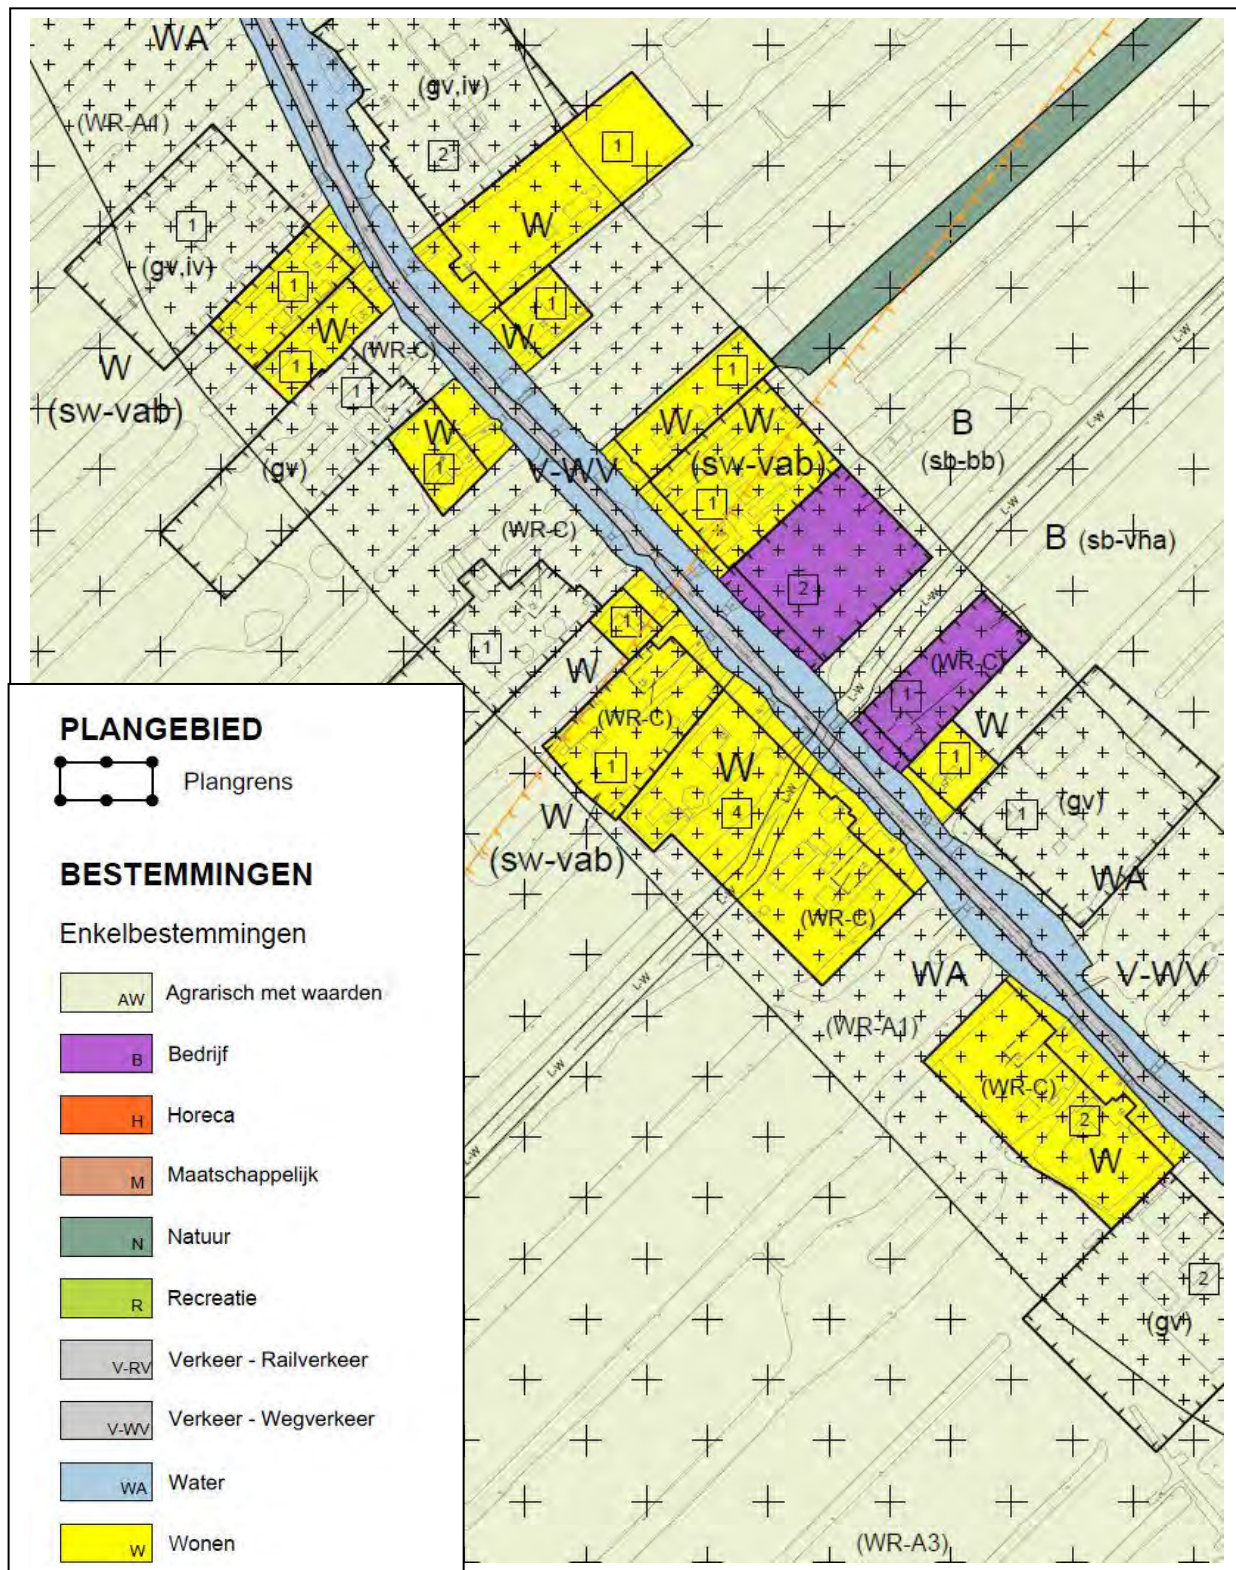 WA
(gv,iv)
(WR-A1)
2
1
1
W
(gv,iv)
1
1
W
W
(WR-C)
1
W
1
1
W
(sw-vab)
W
W
W
B
(gv)
1
V-WV
(sw-vab)
(sb-bb)
1
L-W
L-W
L-W
L-W
(WR-C)
B (sb-vha)
2
L-W
1
1
W
(WR-C)
(WR-C)
1
L-W
W
1
W
1
(gv)
4
L-W
1
W
(sw-vab)
WA
L-W
(WR-C)
WA
V-WV
L-W
(WR-A1)
L-W
(WR-C)
2
W
L-W
2
(gv)
(WR-A3)
PLANGEBIED
Plangrens
BESTEMMINGEN
Enkelbestemmingen
AW Agrarisch met waarden
B Bedrijf
H Horeca
M Maatschappelijk
N Natuur
R Recreatie
V-RV Verkeer - Railverkeer
V-WV Verkeer - Wegverkeer
WA Water
W Wonen